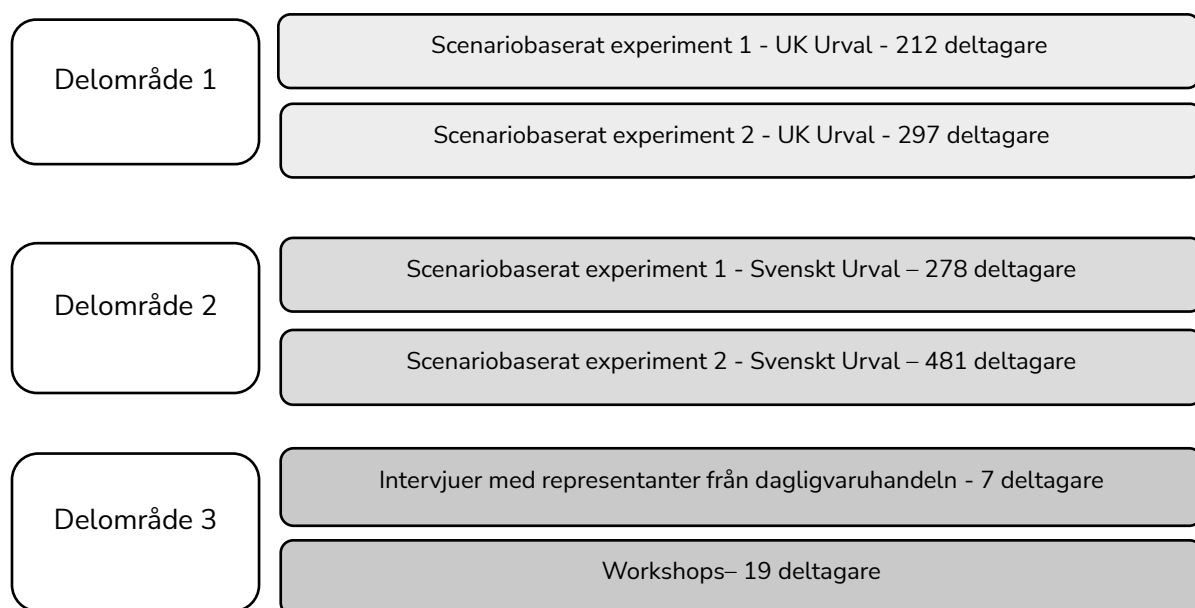 Delområde 1
Scenariobaserat experiment 1 - UK Urval - 212 deltagare
Scenariobaserat experiment 2 - UK Urval - 297 deltagare
Delområde 2
Scenariobaserat experiment 1 - Svenskt Urval – 278 deltagare
Scenariobaserat experiment 2 - Svenskt Urval – 481 deltagare
Delområde 3
Intervjuer med representanter från dagligvaruhandeln - 7 deltagare
Workshops– 19 deltagare